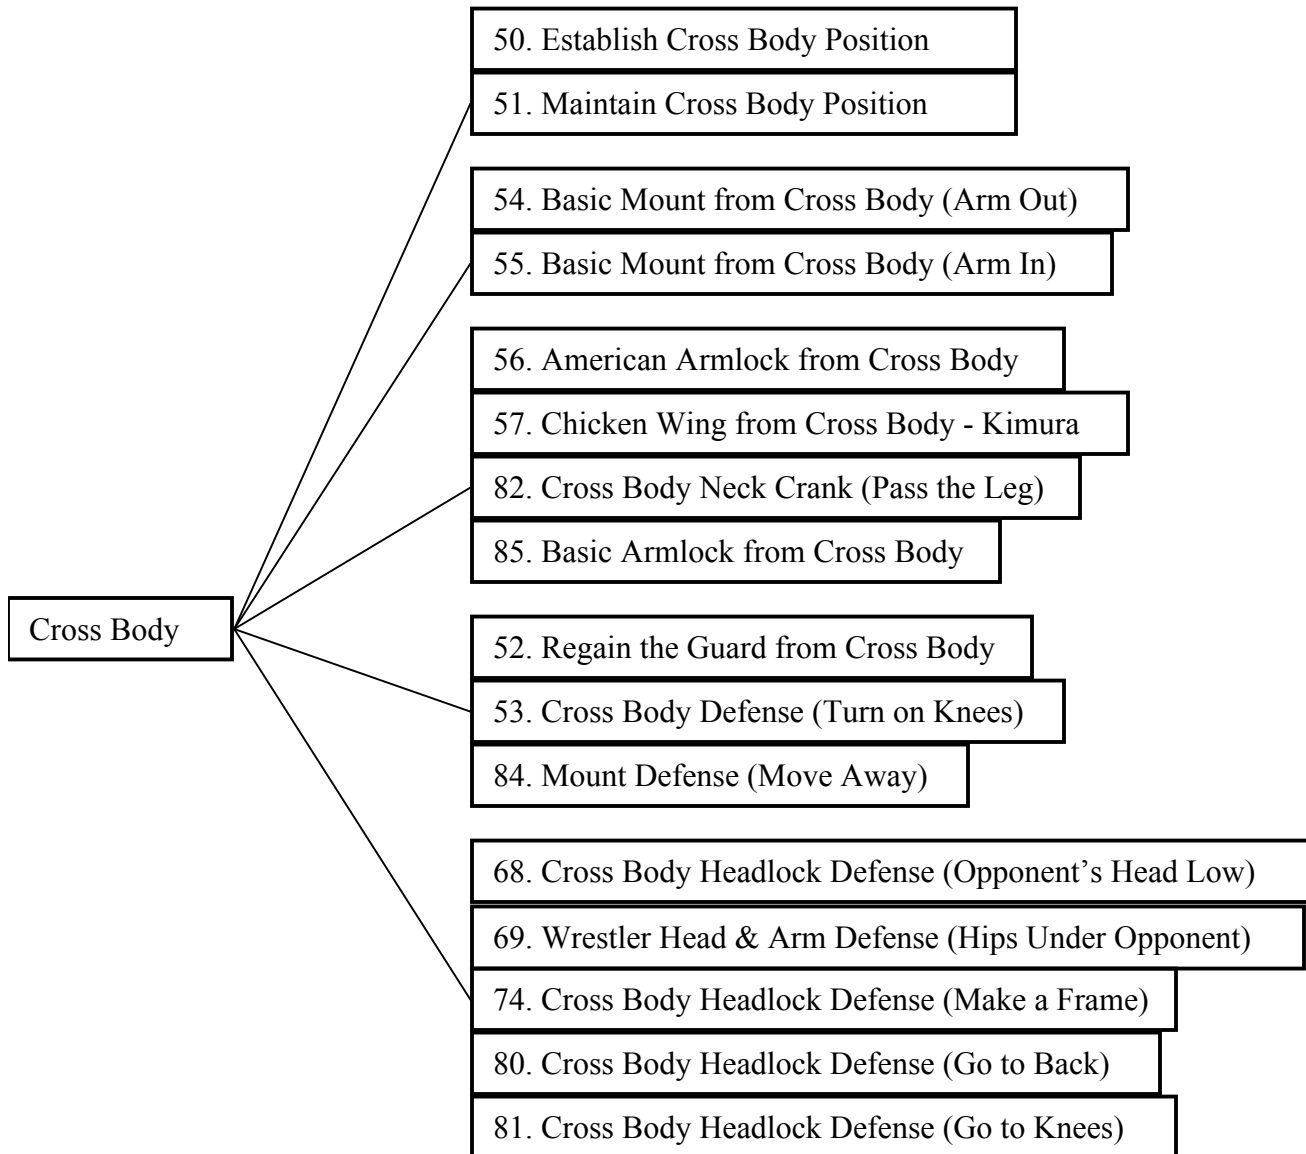 50. Establish Cross Body Position
51. Maintain Cross Body Position
54. Basic Mount from Cross Body (Arm Out)
55. Basic Mount from Cross Body (Arm In)
56. American Armlock from Cross Body
57. Chicken Wing from Cross Body - Kimura
82. Cross Body Neck Crank (Pass the Leg)
85. Basic Armlock from Cross Body
Cross Body
52. Regain the Guard from Cross Body
53. Cross Body Defense (Turn on Knees)
84. Mount Defense (Move Away)
68. Cross Body Headlock Defense (Opponent’s Head Low)
69. Wrestler Head & Arm Defense (Hips Under Opponent)
74. Cross Body Headlock Defense (Make a Frame)
80. Cross Body Headlock Defense (Go to Back)
81. Cross Body Headlock Defense (Go to Knees)